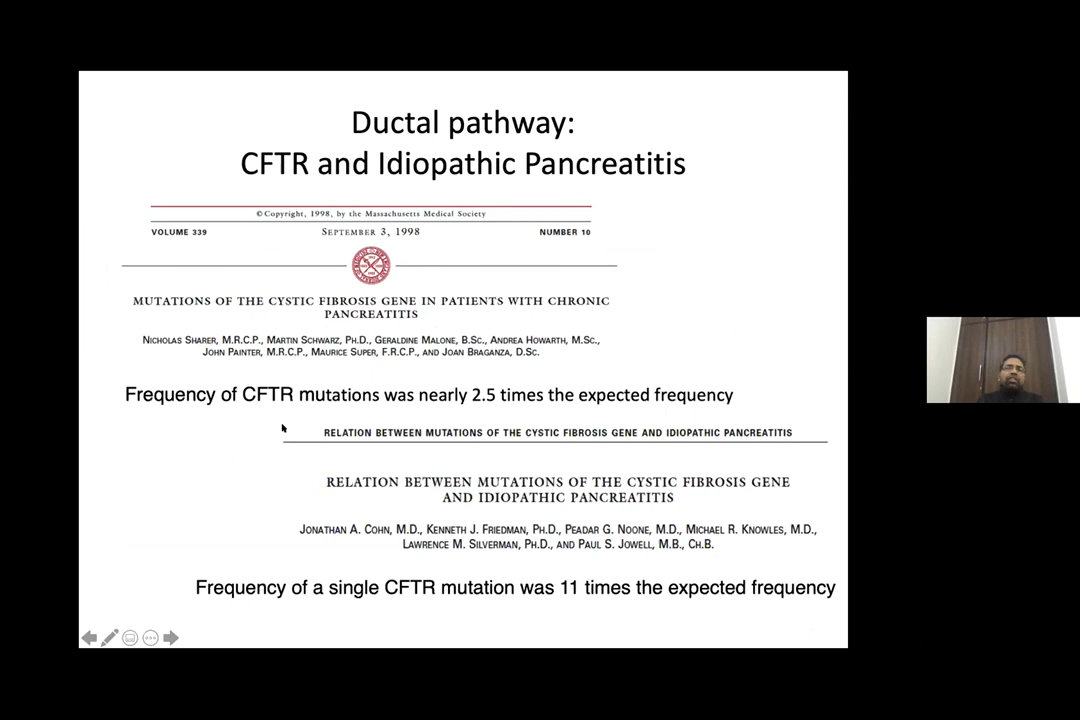 Ductal pathway:
CFTR and Idiopathic Pancreatitis
© Copyright, 1998, by the Massachusetts Medical Society
VOLUME 339 SEPTEMBER 3, 1998 NUMBER 10
MUTATIONS OF THE CYSTIC FIBROSIS GENE IN PATIENTS WITH CHRONIC
PANCREATITIS
NICHOLAS SHARER, M.R.C.P., MARTIN SCHWARZ, PH.D., GERALDINE MALONE, B.SC., ANDREA HOWARTH, M.SC.,
JOHN PAINTER, M.R.C.P., MAURICE SUPER, F.R.C.P., AND JOAN BRAGANZA, D.SC.
Frequency of CFTR mutations was nearly 2.5 times the expected frequency
RELATION BETWEEN MUTATIONS OF THE CYSTIC FIBROSIS GENE AND IDIOPATHIC PANCREATITIS
RELATION BETWEEN MUTATIONS OF THE CYSTIC FIBROSIS GENE
AND IDIOPATHIC PANCREATITIS
JONATHAN A. COHN, M.D., KENNETH J. FRIEDMAN, PH.D., PEADAR G. NOONE, M.D., MICHAEL R. KNOWLES, M.D.,
LAWRENCE M. SILVERMAN, PH.D., AND PAUL S. JOWELL, M.B., CH.B.
Frequency of a single CFTR mutation was 11 times the expected frequency